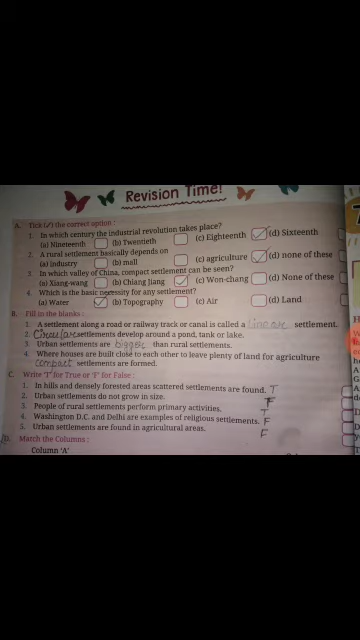 Revision Time!
A. Tick (✓) the correct option :
1. In which century the industrial revolution takes place?
(a) Nineteenth (b) Twentieth (c) Eighteenth ✓ (d) Sixteenth
2. A rural settlement basically depends on
(a) industry (b) mall (c) agriculture ✓ (d) none of these
3. In which valley of China, compact settlement can be seen?
(a) Xiang-wang (b) Chiang Jiang ✓ (c) Won-chang (d) None of these
4. Which is the basic necessity for any settlement?
(a) Water ✓ (b) Topography (c) Air (d) Land
B. Fill in the blanks :
1. A settlement along a road or railway track or canal is called a linear settlement.
2. Circular settlements develop around a pond, tank or lake.
3. Urban settlements are bigger than rural settlements.
4. Where houses are built close to each other to leave plenty of land for agriculture
compact settlements are formed.
C. Write 'T' for True or 'F' for False :
1. In hills and densely forested areas scattered settlements are found. T
2. Urban settlements do not grow in size. F
3. People of rural settlements perform primary activities. T
4. Washington D.C. and Delhi are examples of religious settlements. F
5. Urban settlements are found in agricultural areas. F
D. Match the Columns :
Column 'A'